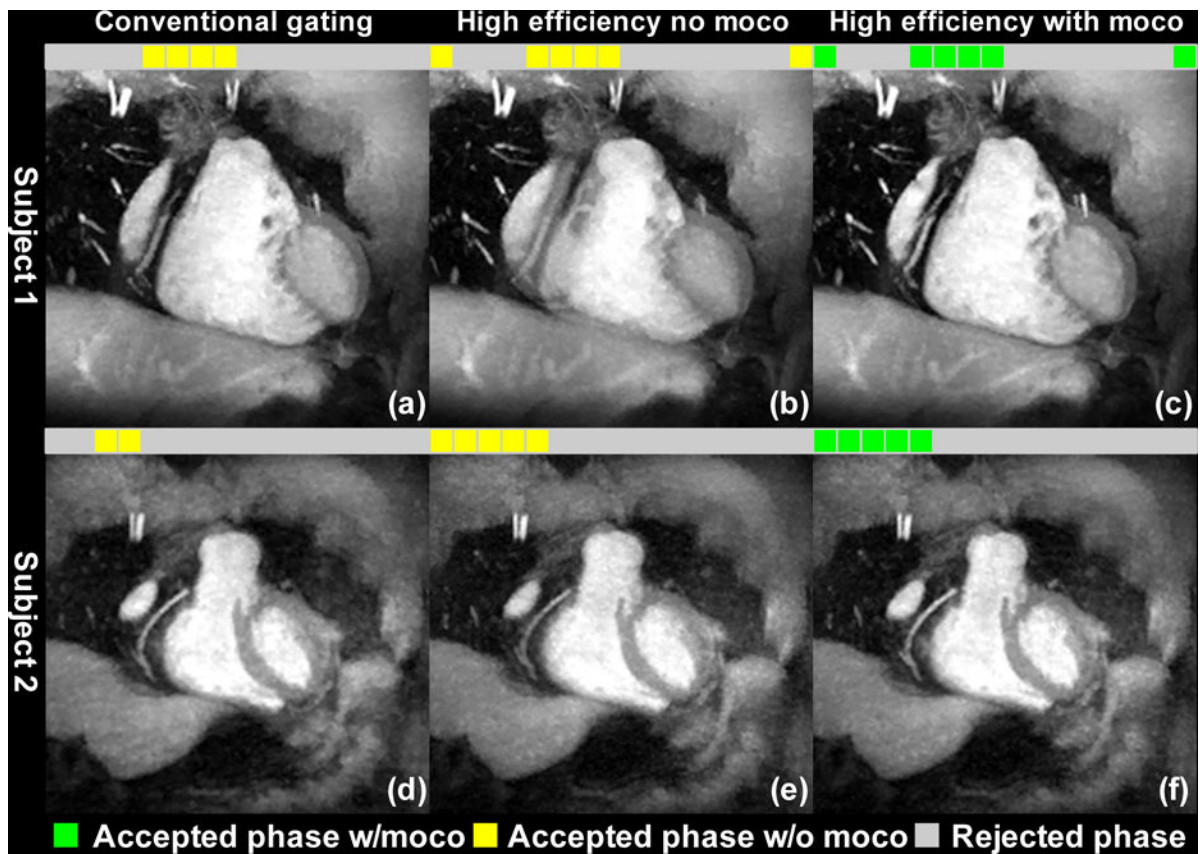 Conventional gating High efficiency no moco High efficiency with moco
Subject 1
(a) (b) (c)
Subject 2
(d) (e) (f)
Accepted phase w/moco Accepted phase w/o moco Rejected phase